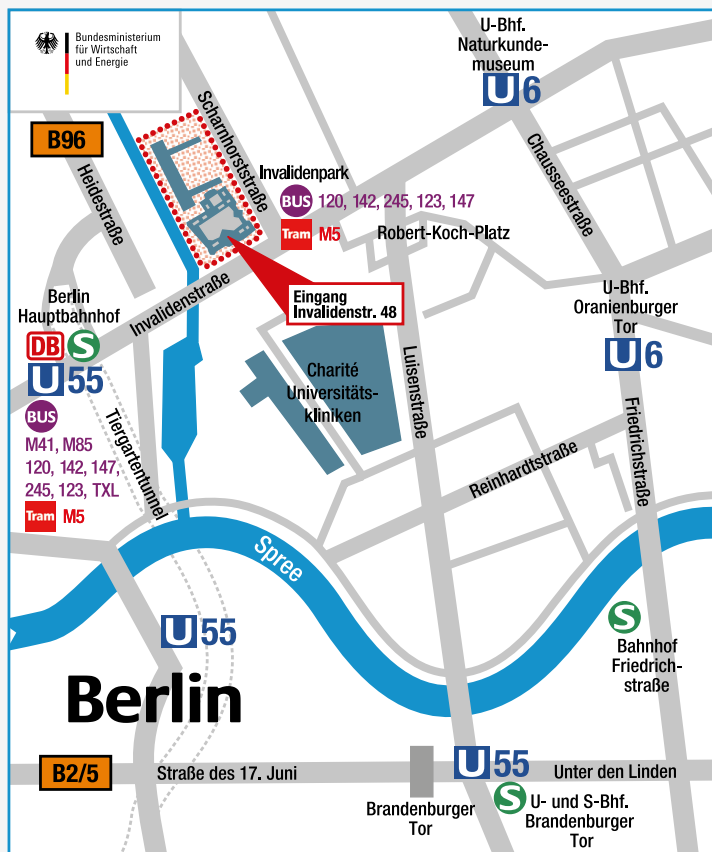 Bundesministerium
für Wirtschaft
und Energie
U-Bhf.
Naturkunde-
museum
U6
B96
Scharnhorststraße
Heidestraße
Chausseestraße
Invalidenpark
BUS 120, 142, 245, 123, 147
Tram M5
Robert-Koch-Platz
Invalidenstraße
Eingang
Invalidenstr. 48
Berlin
Hauptbahnhof
DB S
U55
BUS
M41, M85
120, 142, 147,
245, 123, TXL
Tram M5
Tiergartentunnel
Charité
Universitäts-
kliniken
Luisenstraße
U-Bhf.
Oranienburger
Tor
U6
Friedrichstraße
Reinhardtstraße
Spree
U55
Berlin
S
Bahnhof
Friedrich-
straße
B2/5
Straße des 17. Juni
U55
Unter den Linden
Brandenburger
Tor
S U- und S-Bhf.
Brandenburger
Tor